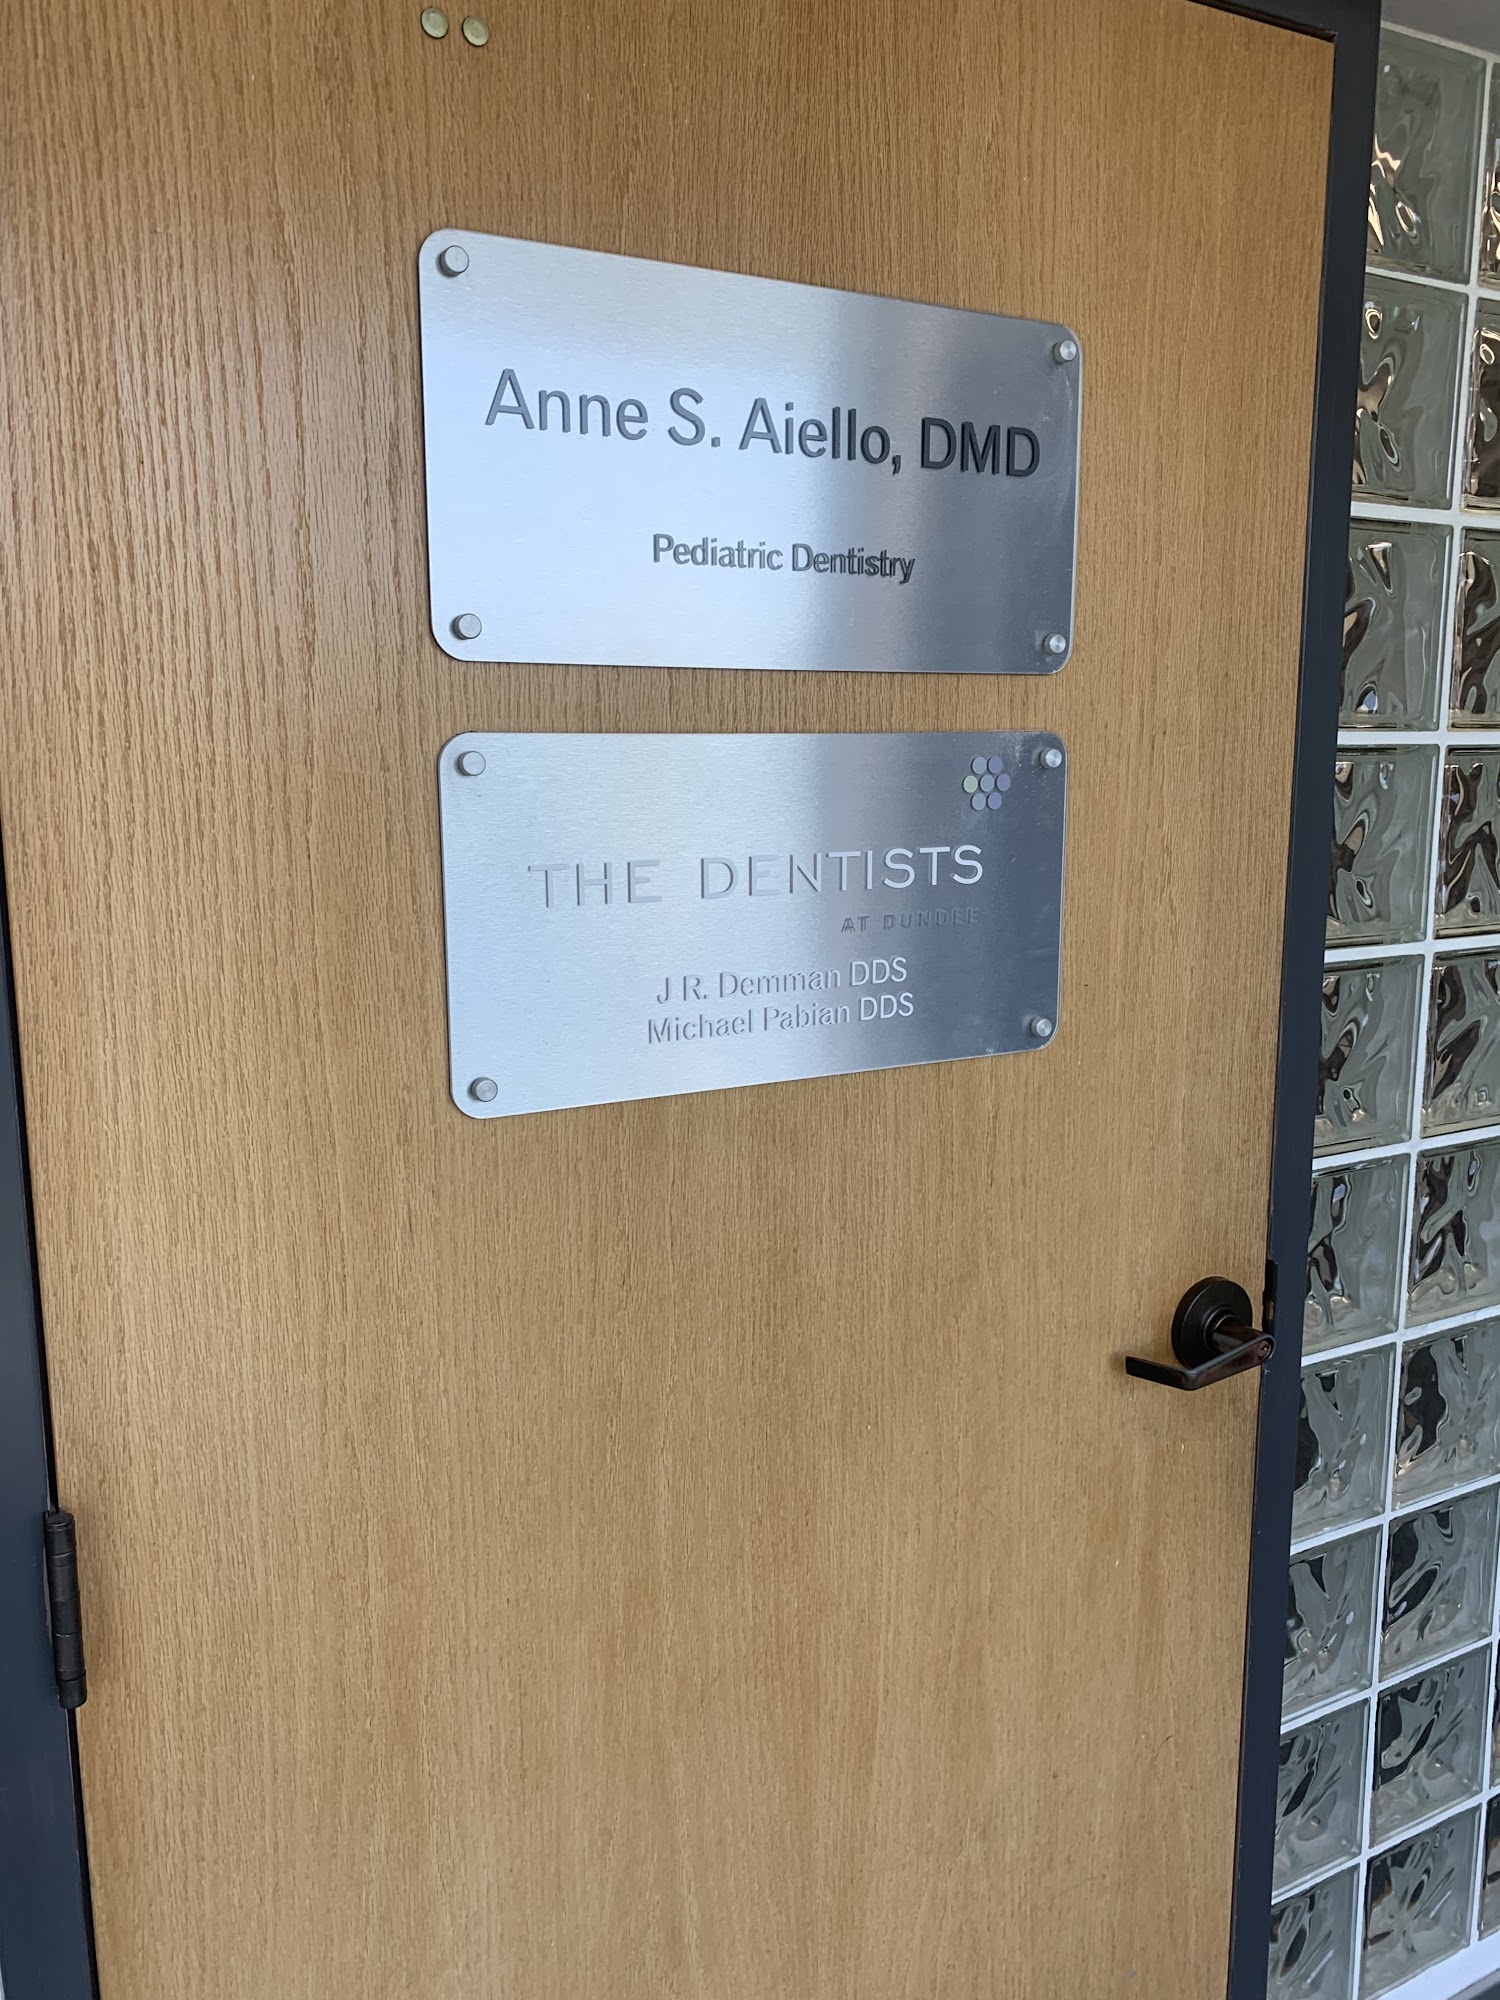 Anne S. Aiello, DMD
Pediatric Dentistry
THE DENTISTS
AT DUNDEE
J R. Demman DDS
Michael Pabian DDS